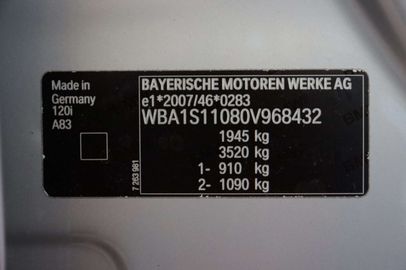 Made in
Germany
120i
A83
BAYERISCHE MOTOREN WERKE AG
e1*2007/46*0283
WBA1S11080V968432
1945 kg
3520 kg
1- 910 kg
2- 1090 kg
7 263 981